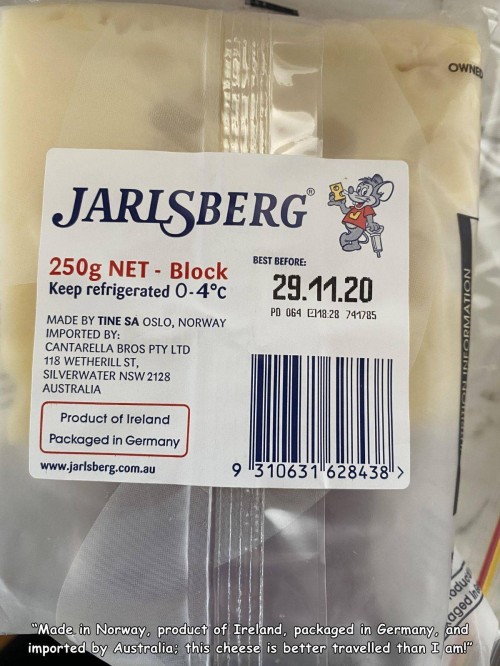 OWNED
JARLSBERG®
250g NET - Block
Keep refrigerated 0-4°C
BEST BEFORE:
29.11.20
PD 064 18:28 741785
MADE BY TINE SA OSLO, NORWAY
IMPORTED BY:
CANTARELLA BROS PTY LTD
118 WETHERILL ST,
SILVERWATER NSW 2128
AUSTRALIA
Product of Ireland
Packaged in Germany
www.jarlsberg.com.au
9 310631 628438 >
INFORMATION
"Made in Norway, product of Ireland, packaged in Germany, and
imported by Australia; this cheese is better travelled than I am!"